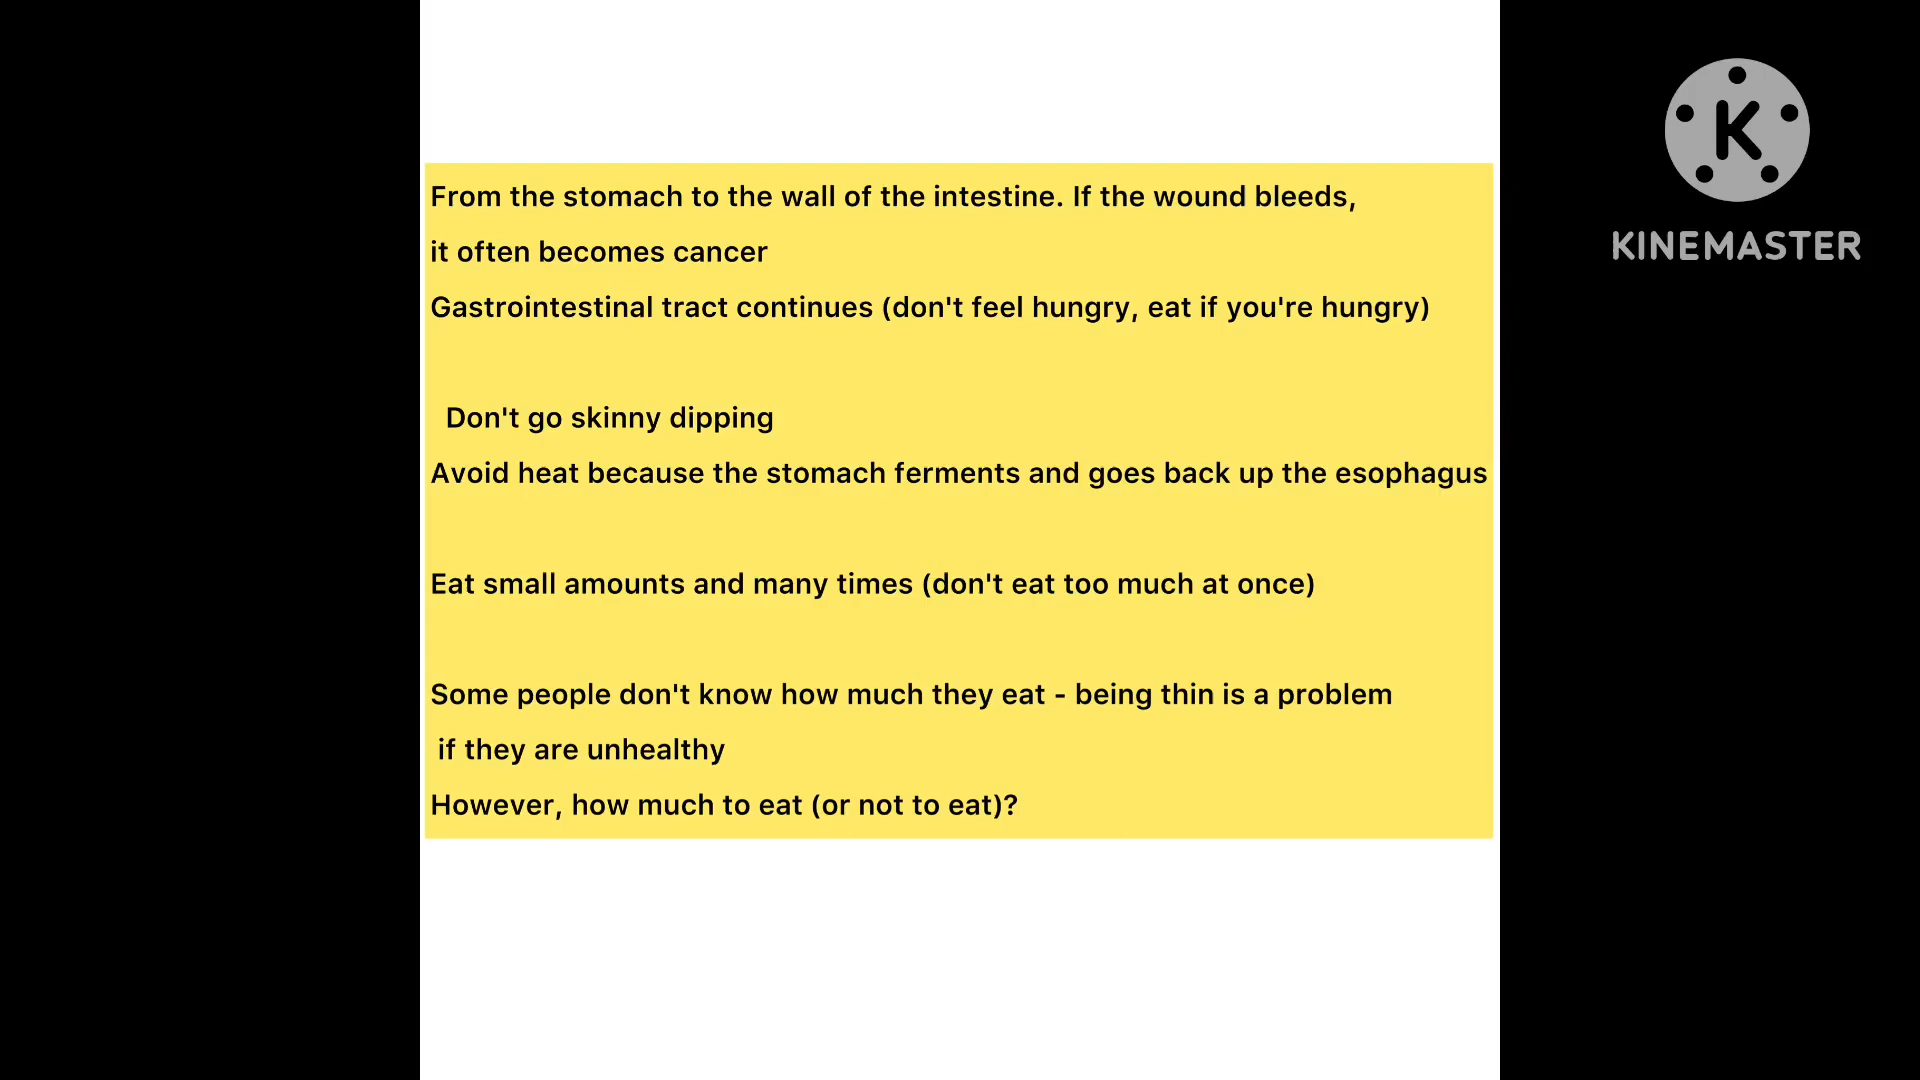 From the stomach to the wall of the intestine. If the wound bleeds,
it often becomes cancer
Gastrointestinal tract continues (don't feel hungry, eat if you're hungry)
Don't go skinny dipping
Avoid heat because the stomach ferments and goes back up the esophagus
Eat small amounts and many times (don't eat too much at once)
Some people don't know how much they eat - being thin is a problem
if they are unhealthy
However, how much to eat (or not to eat)?
K
KINEMASTER